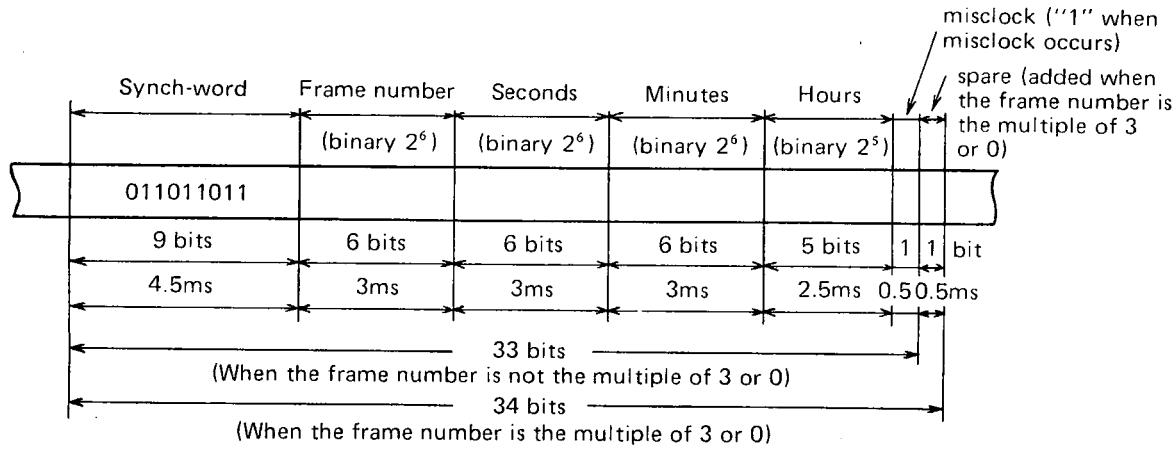 misclock ("1" when
misclock occurs)
spare (added when
the frame number is
the multiple of 3
or 0)
Synch-word Frame number Seconds Minutes Hours
(binary 2⁶) (binary 2⁶) (binary 2⁶) (binary 2⁵)
011011011
9 bits 6 bits 6 bits 6 bits 5 bits 1 1 bit
4.5ms 3ms 3ms 3ms 2.5ms 0.5 0.5ms
33 bits
(When the frame number is not the multiple of 3 or 0)
34 bits
(When the frame number is the multiple of 3 or 0)